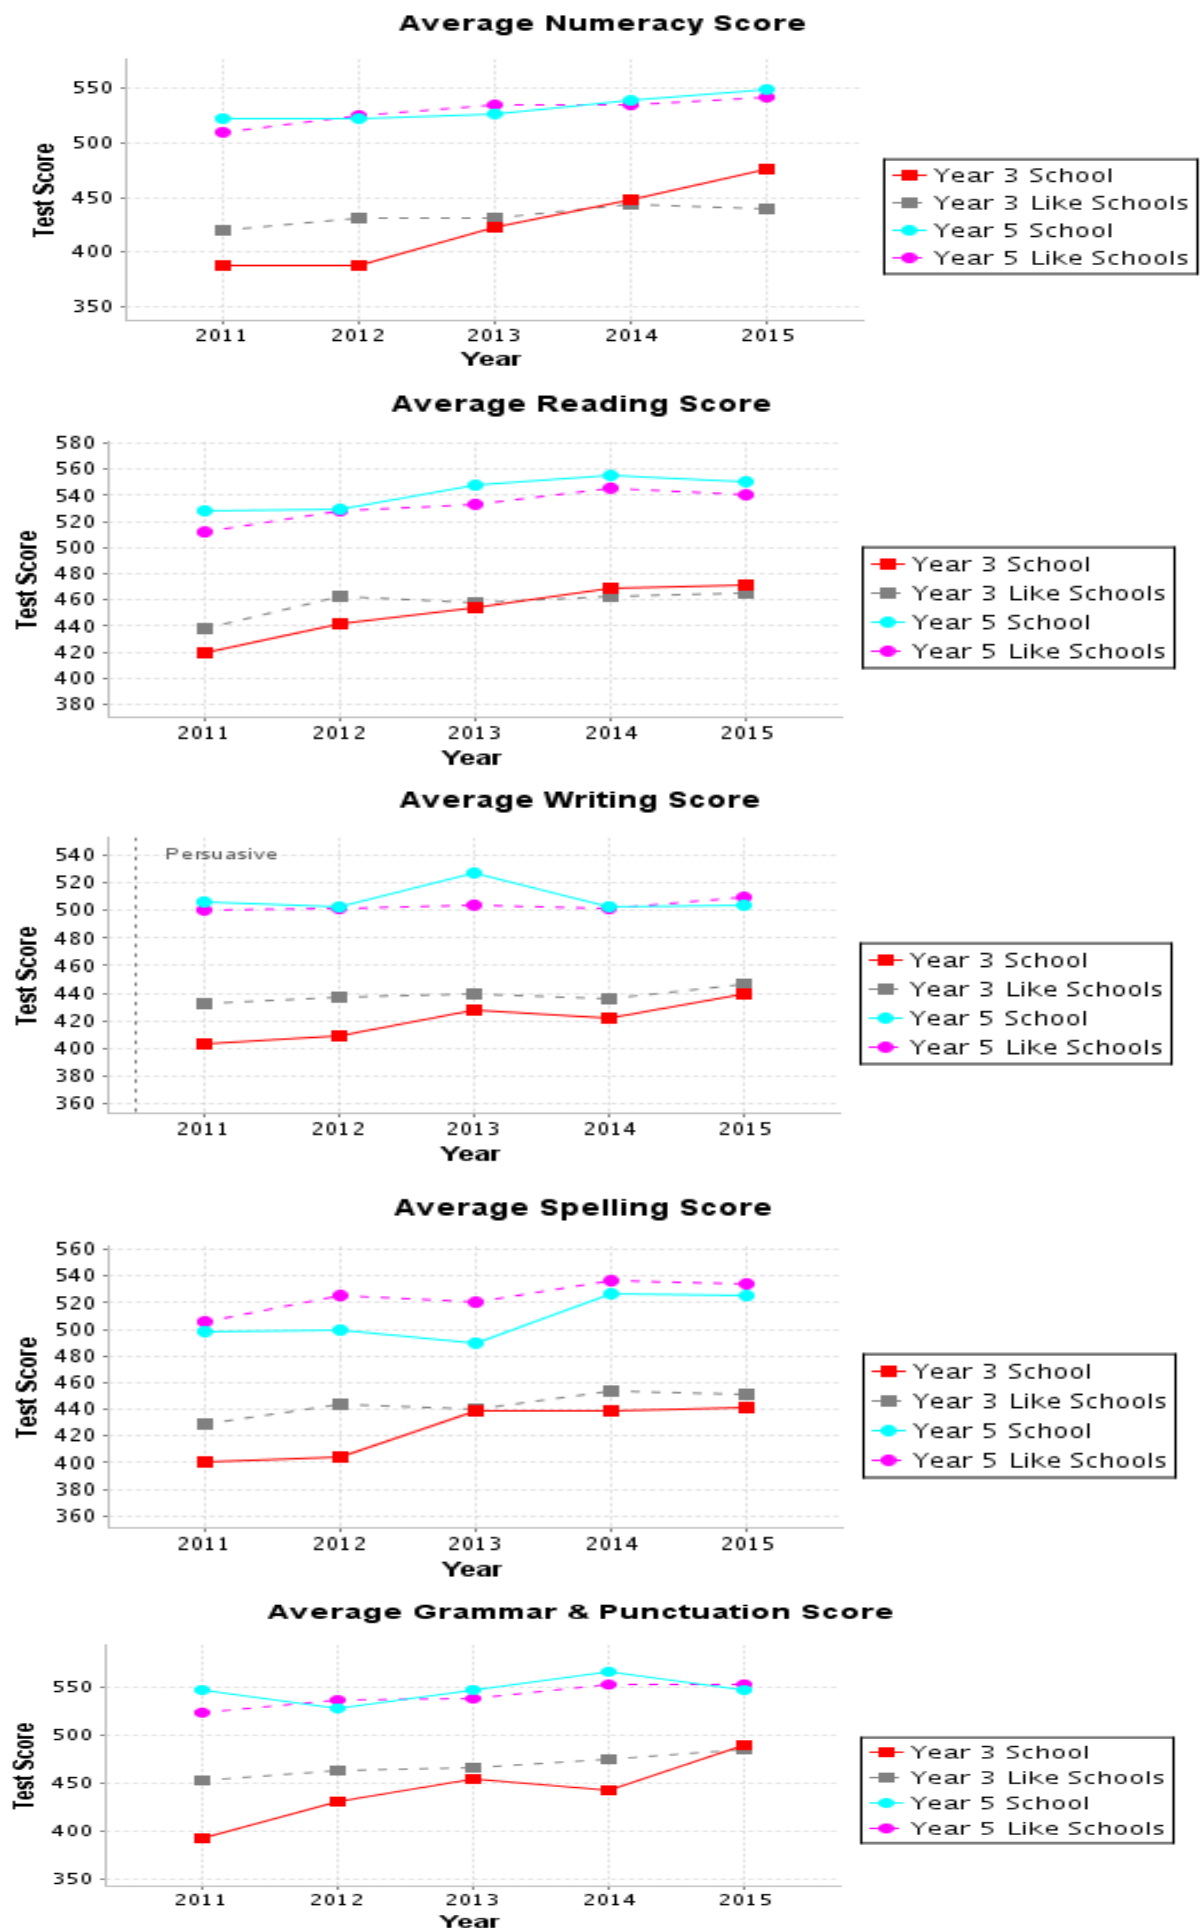 Average Numeracy Score
550
500
450
400
350
Test Score
2011 2012 2013 2014 2015
Year
Year 3 School
Year 3 Like Schools
Year 5 School
Year 5 Like Schools
Average Reading Score
580
560
540
520
500
480
460
440
420
400
380
Test Score
2011 2012 2013 2014 2015
Year
Year 3 School
Year 3 Like Schools
Year 5 School
Year 5 Like Schools
Average Writing Score
Persuasive
540
520
500
480
460
440
420
400
380
360
Test Score
2011 2012 2013 2014 2015
Year
Year 3 School
Year 3 Like Schools
Year 5 School
Year 5 Like Schools
Average Spelling Score
560
540
520
500
480
460
440
420
400
380
360
Test Score
2011 2012 2013 2014 2015
Year
Year 3 School
Year 3 Like Schools
Year 5 School
Year 5 Like Schools
Average Grammar & Punctuation Score
550
500
450
400
350
Test Score
2011 2012 2013 2014 2015
Year
Year 3 School
Year 3 Like Schools
Year 5 School
Year 5 Like Schools